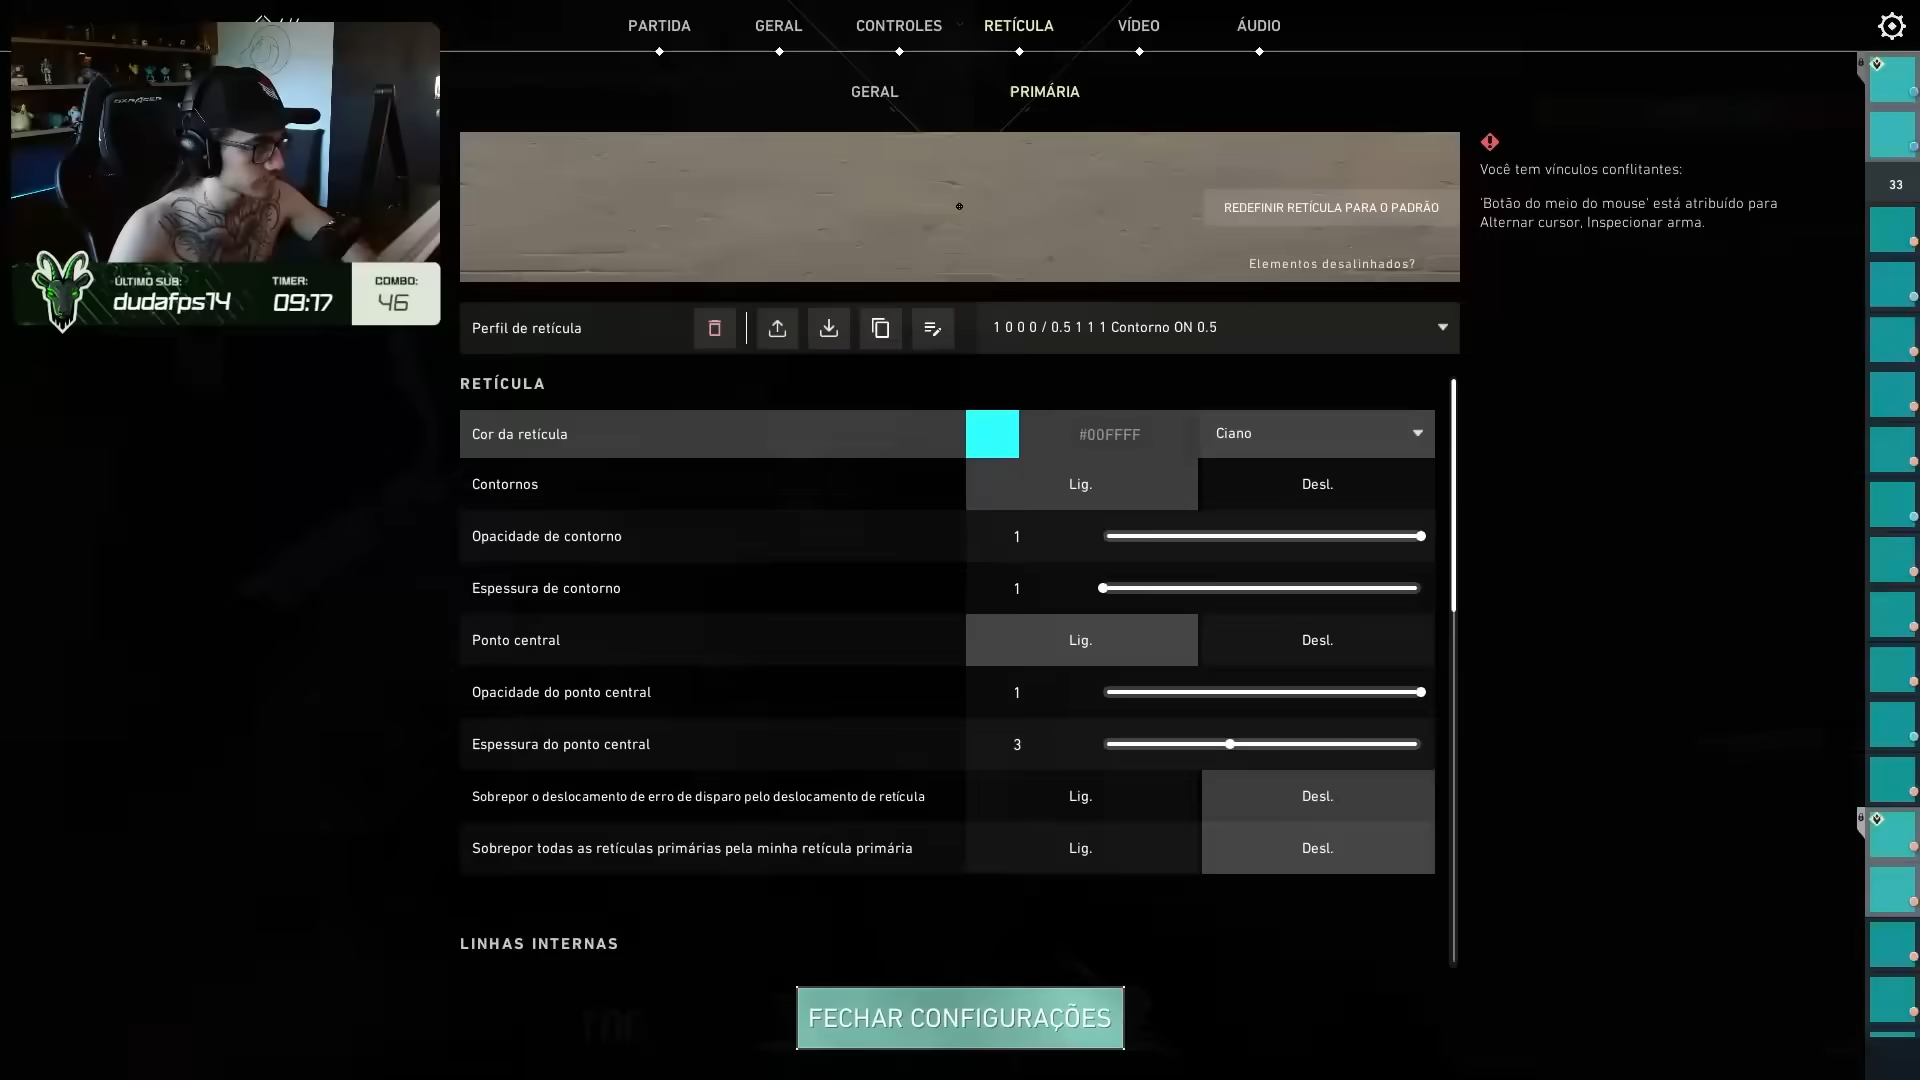 PARTIDA
GERAL
CONTROLES
RETÍCULA
VÍDEO
ÁUDIO
GERAL
PRIMÁRIA
REDEFINIR RETÍCULA PARA O PADRÃO
Elementos desalinhados?
Você tem vínculos conflitantes:
'Botão do meio do mouse' está atribuído para
Alternar cursor, Inspecionar arma.
33
ÚLTIMO SUB:
dudafps74
TIMER:
09:17
COMBO:
46
Perfil de retícula
1 0 0 0 / 0.5 1 1 1 Contorno ON 0.5
RETÍCULA
Cor da retícula
#00FFFF
Ciano
Contornos
Lig.
Desl.
Opacidade de contorno
1
Espessura de contorno
1
Ponto central
Lig.
Desl.
Opacidade do ponto central
1
Espessura do ponto central
3
Sobrepor o deslocamento de erro de disparo pelo deslocamento de retícula
Lig.
Desl.
Sobrepor todas as retículas primárias pela minha retícula primária
Lig.
Desl.
LINHAS INTERNAS
FECHAR CONFIGURAÇÕES